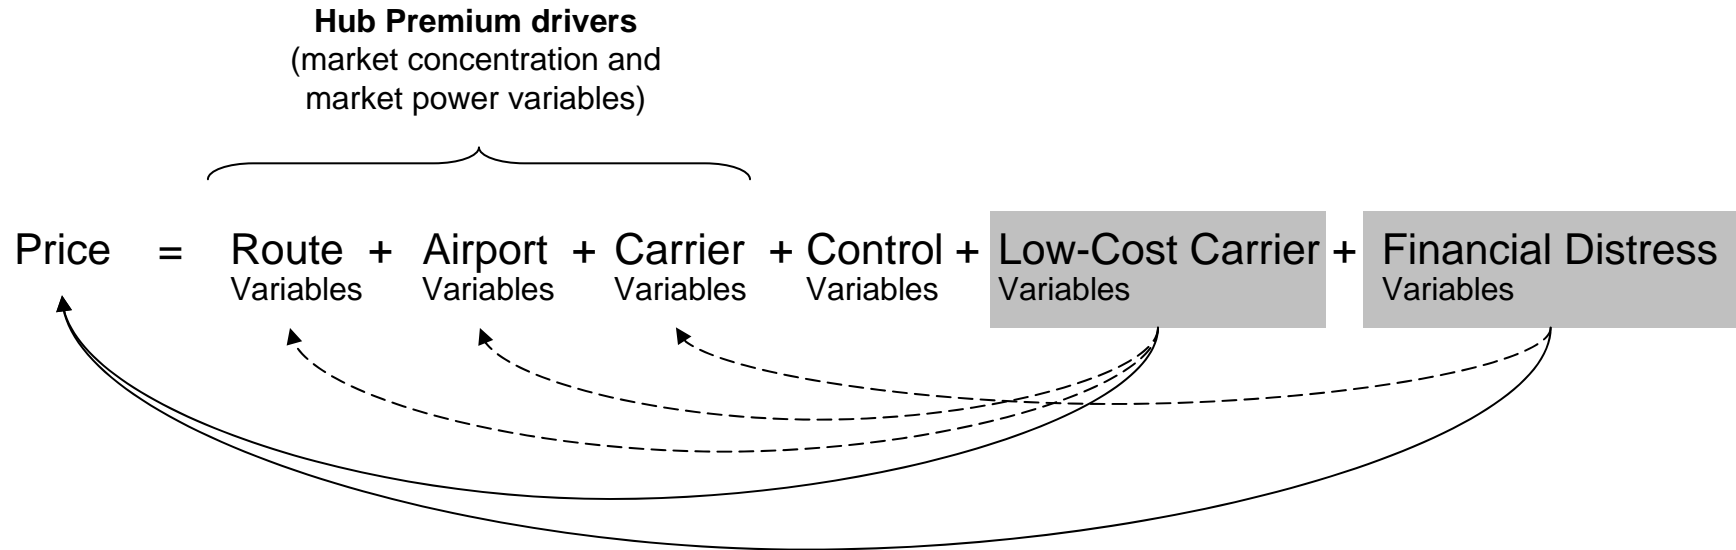 Hub Premium drivers
(market concentration and
market power variables)
Price = Route + Airport + Carrier + Control + Low-Cost Carrier + Financial Distress
Variables Variables Variables Variables Variables Variables